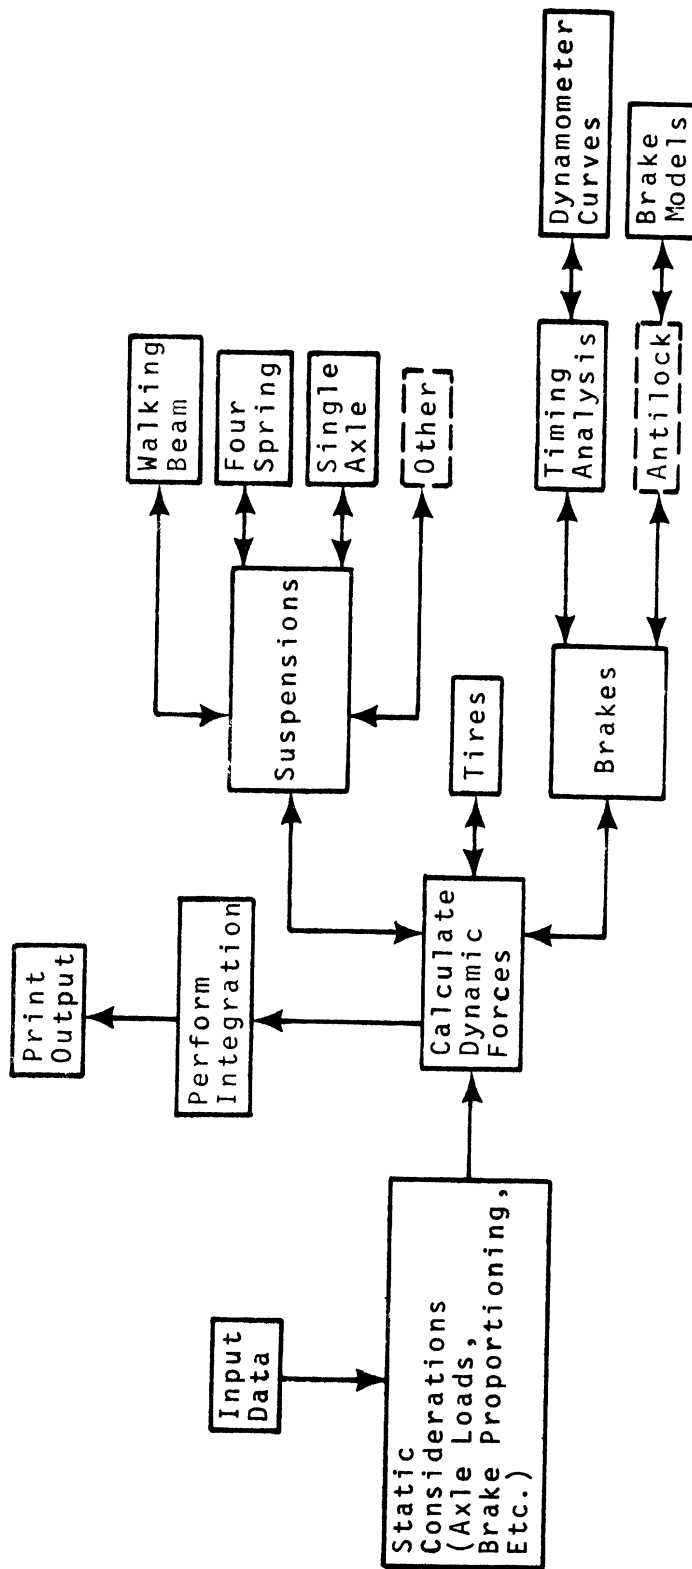 Print
Output
Perform
Integration
Input
Data
Static
Considerations
(Axle Loads,
Brake Proportioning,
Etc.)
Calculate
Dynamic
Forces
Suspensions
Walking
Beam
Four
Spring
Single
Axle
Other
Tires
Brakes
Timing
Analysis
Dynamometer
Curves
Antilock
Brake
Models